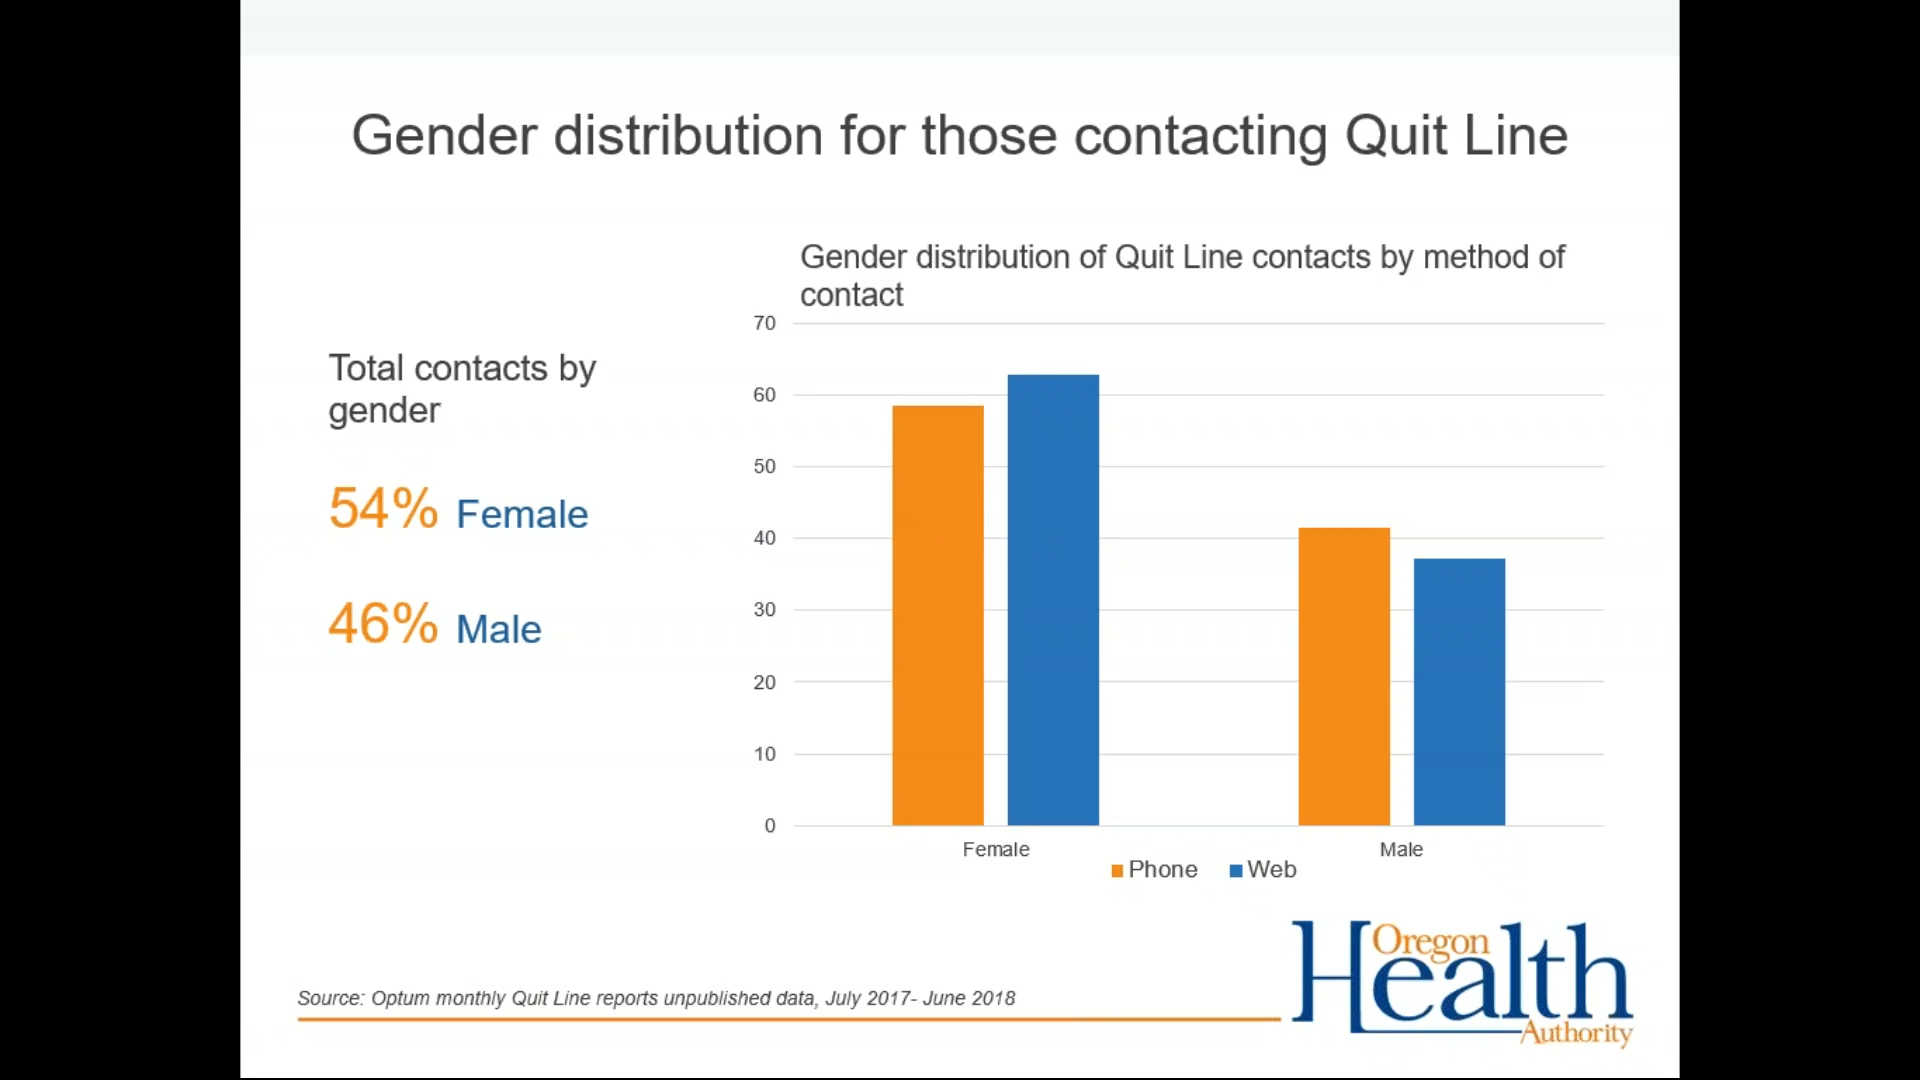 Gender distribution for those contacting Quit Line
Total contacts by
gender
54% Female
46% Male
Gender distribution of Quit Line contacts by method of
contact
70
60
50
40
30
20
10
0
Female
Male
Phone
Web
Source: Optum monthly Quit Line reports unpublished data, July 2017- June 2018
Oregon
Health
Authority